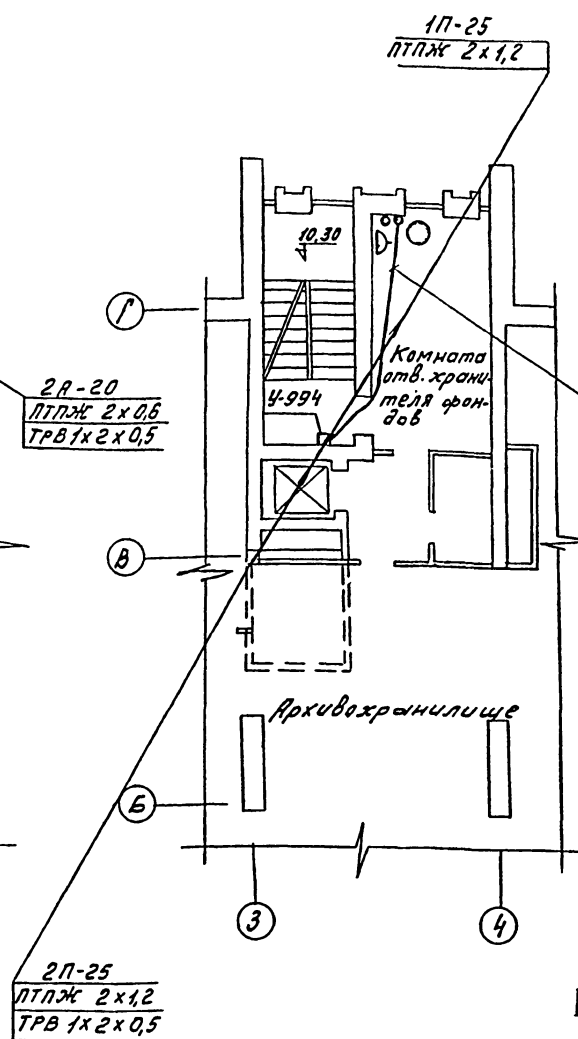 1П-25
ПТПЖ 2х1,2
10,30
Г
Комната
отв. храни-
теля фон-
дов
2А-20
ПТПЖ 2х0,6
ТРВ 1х2х0,5
У-994
В
Архивохранилище
Б
3
4
2П-25
ПТПЖ 2х1,2
ТРВ 1х2х0,5